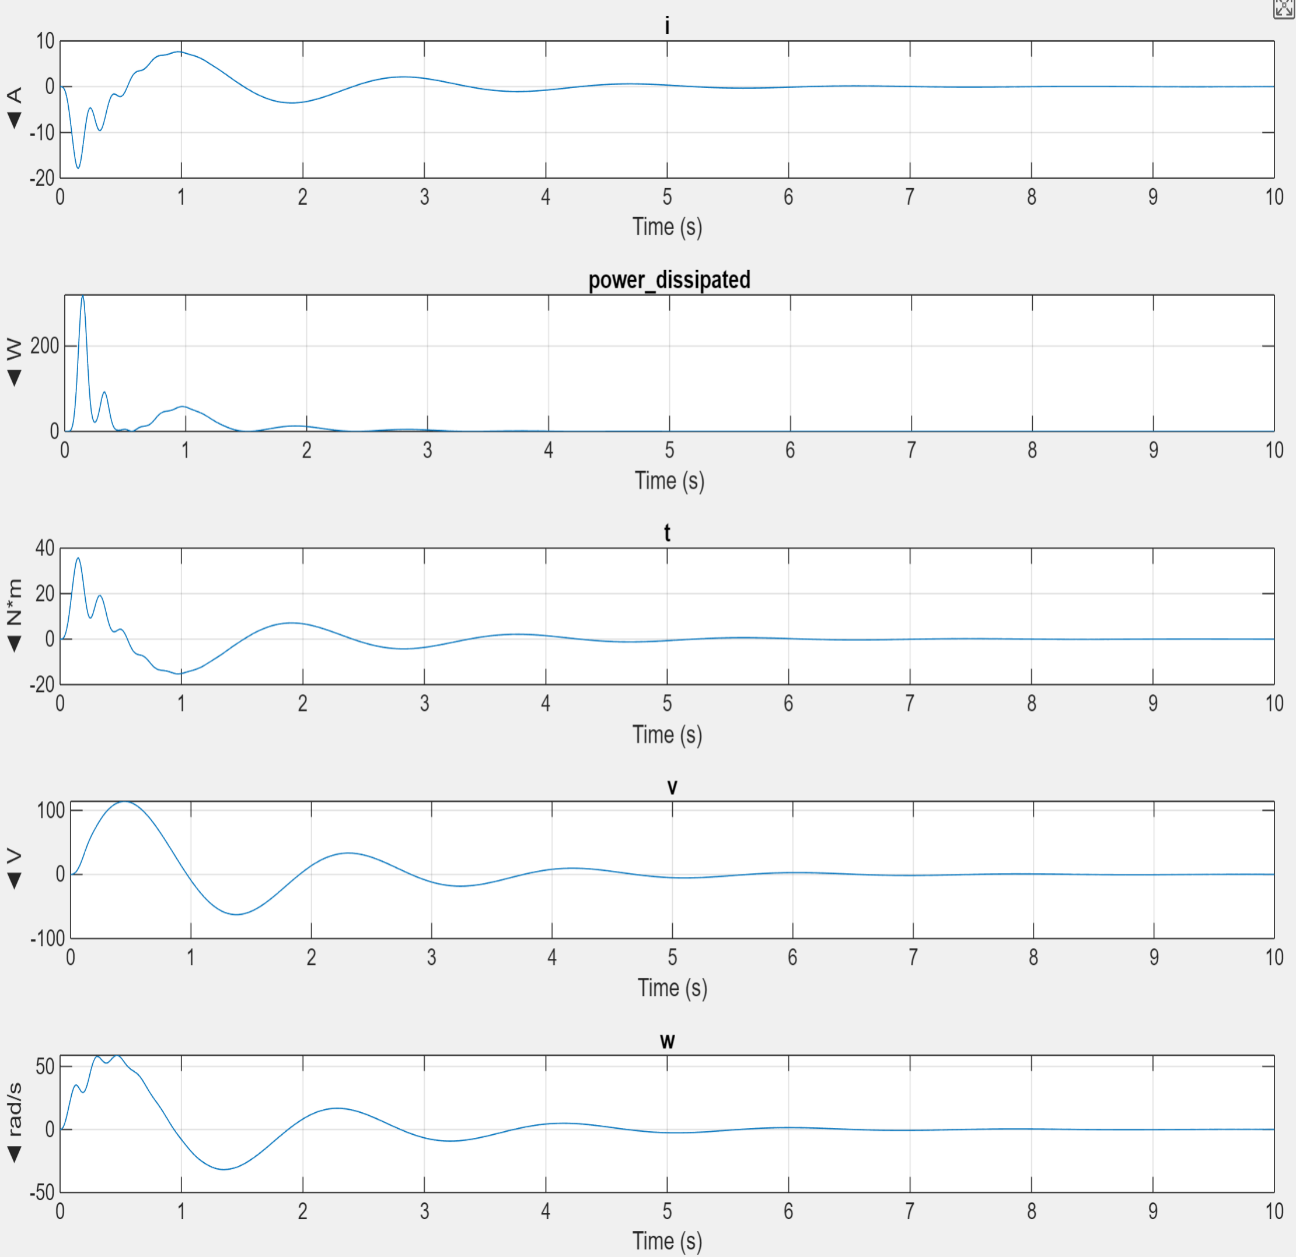 i
10
0
-10
-20
◀ A
0 1 2 3 4 5 6 7 8 9 10
Time (s)
power_dissipated
200
0
◀ W
0 1 2 3 4 5 6 7 8 9 10
Time (s)
t
40
20
0
-20
◀ N*m
0 1 2 3 4 5 6 7 8 9 10
Time (s)
v
100
0
-100
◀ V
0 1 2 3 4 5 6 7 8 9 10
Time (s)
w
50
0
-50
◀ rad/s
0 1 2 3 4 5 6 7 8 9 10
Time (s)